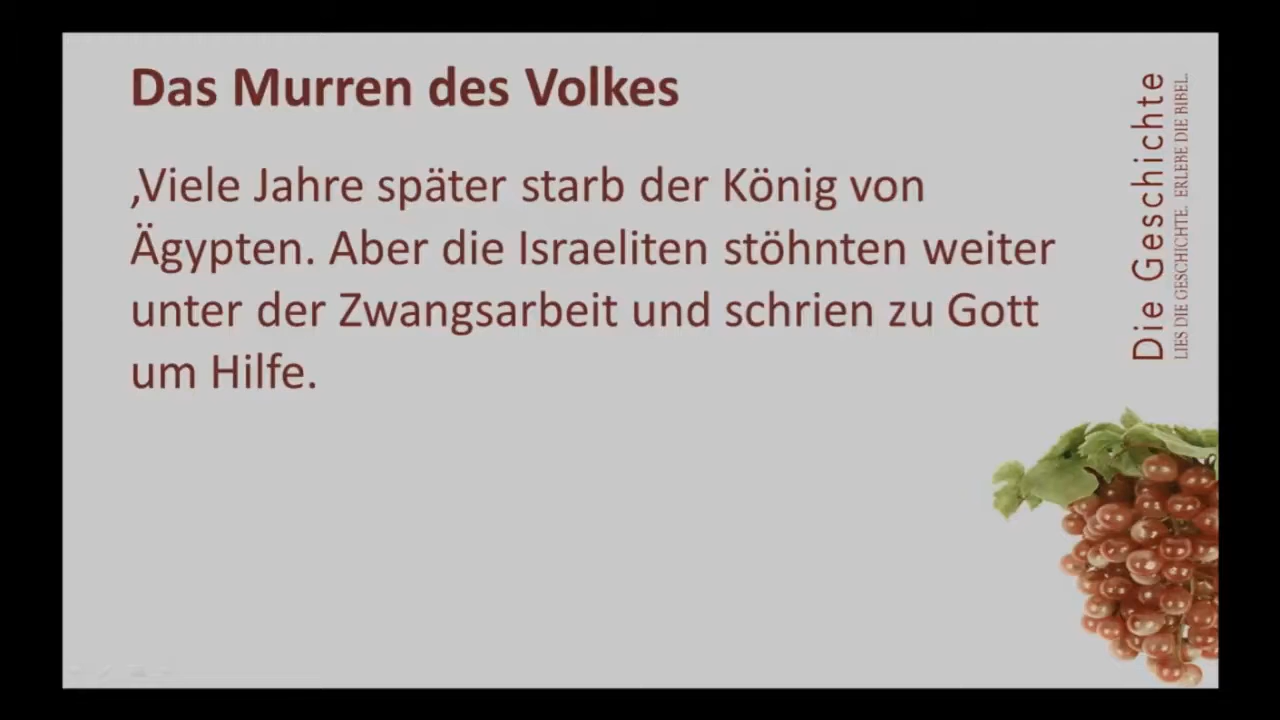 Das Murren des Volkes
‚Viele Jahre später starb der König von
Ägypten. Aber die Israeliten stöhnten weiter
unter der Zwangsarbeit und schrien zu Gott
um Hilfe.
Die Geschichte
LIES DIE GESCHICHTE. ERLEBE DIE BIBEL.